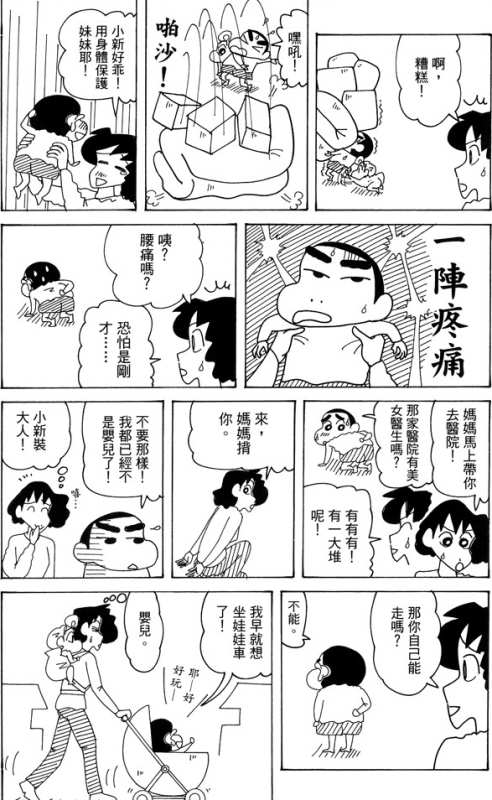 啊，
糟糕！
嘿吼！
啪沙！
小新好乖！
用身體保護
妹妹耶！
一陣疼痛
咦？
腰痛嗎？
恐怕是剛
才……
媽媽馬上帶你
去醫院！
那家醫院有美
女醫生嗎？
有有有！
有一大堆
呢！
來，
媽媽揹
你。
不要那樣！
我都已經不
是嬰兒了！
小新裝
大人！
那你自己能
走嗎？
不能。
我早就想
坐娃娃車
了！
耶—好
好玩—
嬰兒。